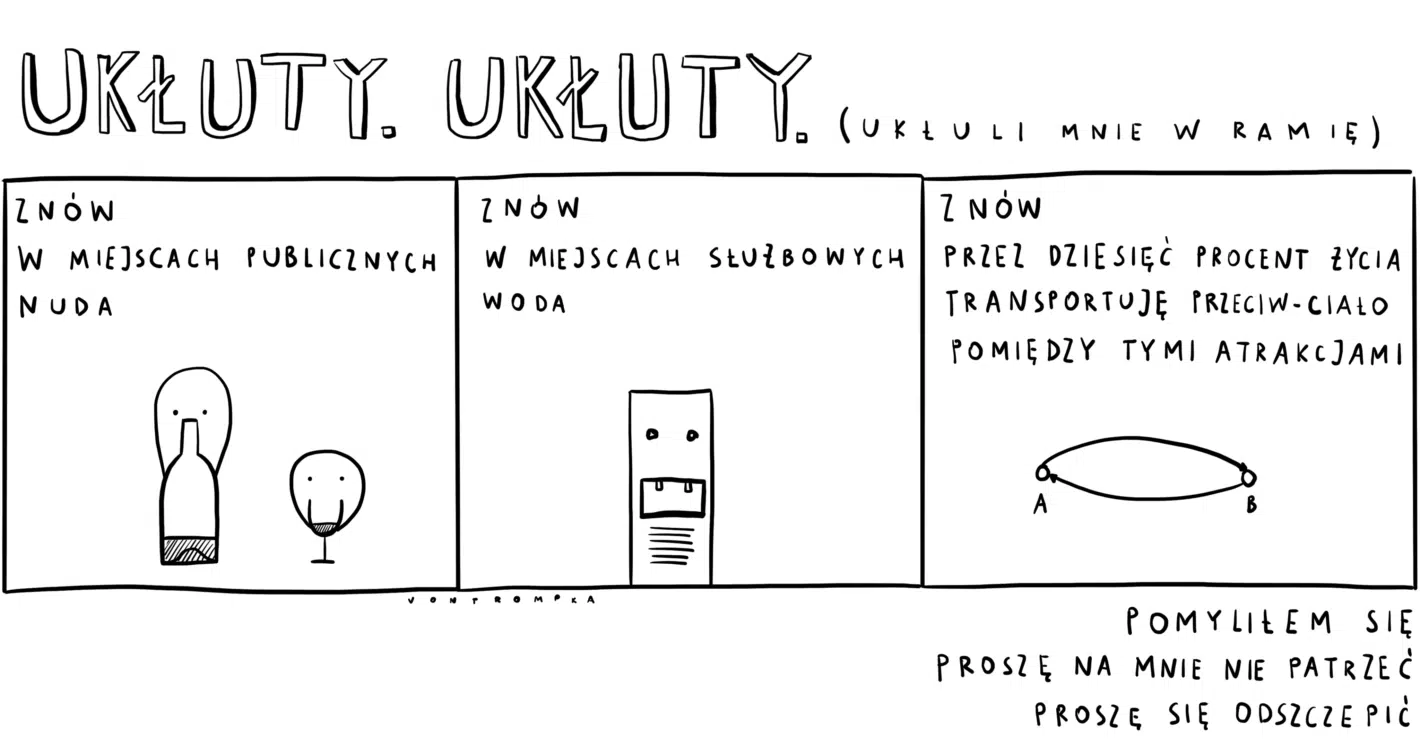 UKŁUTY. UKŁUTY. (UKŁULI MNIE W RAMIĘ)
ZNÓW
W MIEJSCACH PUBLICZNYCH
NUDA
ZNÓW
W MIEJSCACH SŁUŻBOWYCH
WODA
ZNÓW
PRZEZ DZIESIĘĆ PROCENT ŻYCIA
TRANSPORTUJĘ PRZECIW-CIAŁO
POMIĘDZY TYMI ATRAKCJAMI
A
B
VONTROMPKA
POMYLIŁEM SIĘ
PROSZĘ NA MNIE NIE PATRZEĆ
PROSZĘ SIĘ ODSZCZEPIĆ